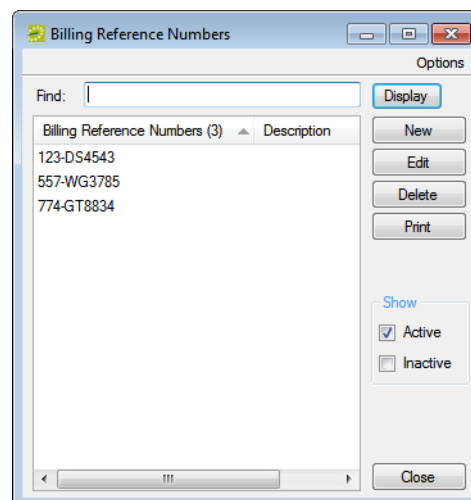 Billing Reference Numbers
Options
Find:
Display
Billing Reference Numbers (3) Description
New
123-DS4543
557-WG3785
774-GT8834
Edit
Delete
Print
Show
Active
Inactive
Close